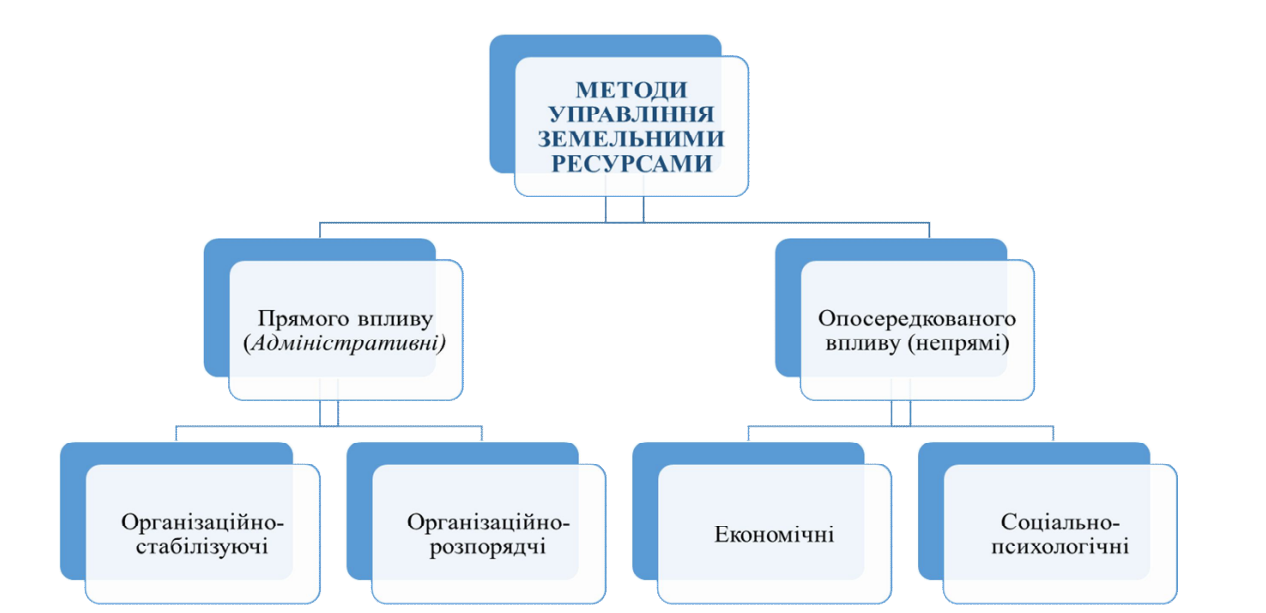 МЕТОДИ
УПРАВЛІННЯ
ЗЕМЕЛЬНИМИ
РЕСУРСАМИ
Прямого впливу
(Адміністративні)
Опосередкованого
впливу (непрямі)
Організаційно-
стабілізуючі
Організаційно-
розпорядчі
Економічні
Соціально-
психологічні